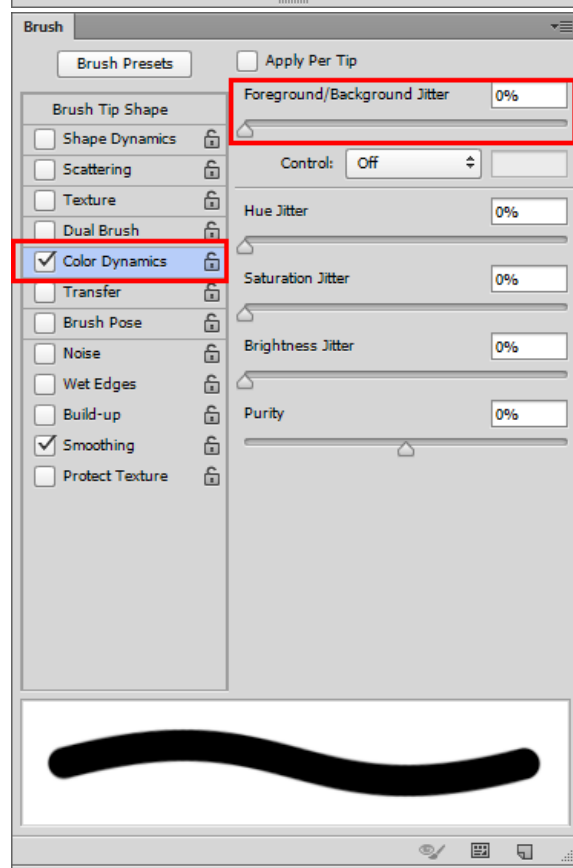 Brush
Brush Presets
Apply Per Tip
Brush Tip Shape
Shape Dynamics
Scattering
Texture
Dual Brush
Color Dynamics
Transfer
Brush Pose
Noise
Wet Edges
Build-up
Smoothing
Protect Texture
Foreground/Background Jitter 0%
Control: Off
Hue Jitter 0%
Saturation Jitter 0%
Brightness Jitter 0%
Purity 0%